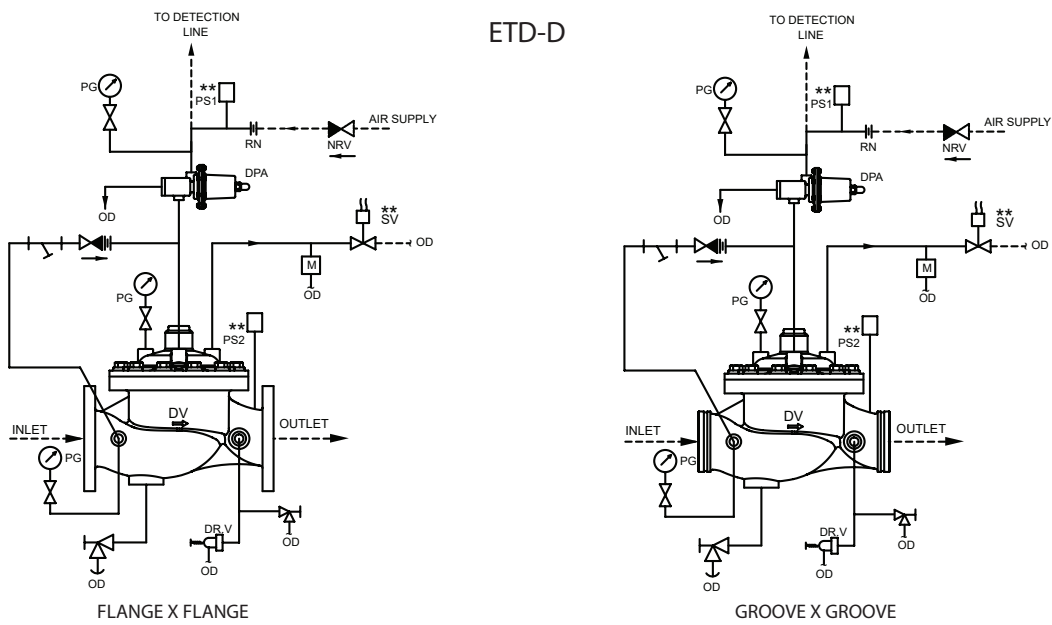 ETD-D
TO DETECTION
LINE
PG
**
PS1
AIR SUPPLY
RN
NRV
DPA
OD
**
SV
OD
M
OD
PG
**
PS2
DV
INLET
OUTLET
PG
DR.V
OD
OD
OD
FLANGE X FLANGE
TO DETECTION
LINE
PG
**
PS1
AIR SUPPLY
RN
NRV
DPA
OD
**
SV
OD
M
OD
PG
**
PS2
DV
INLET
OUTLET
PG
DR.V
OD
OD
OD
GROOVE X GROOVE